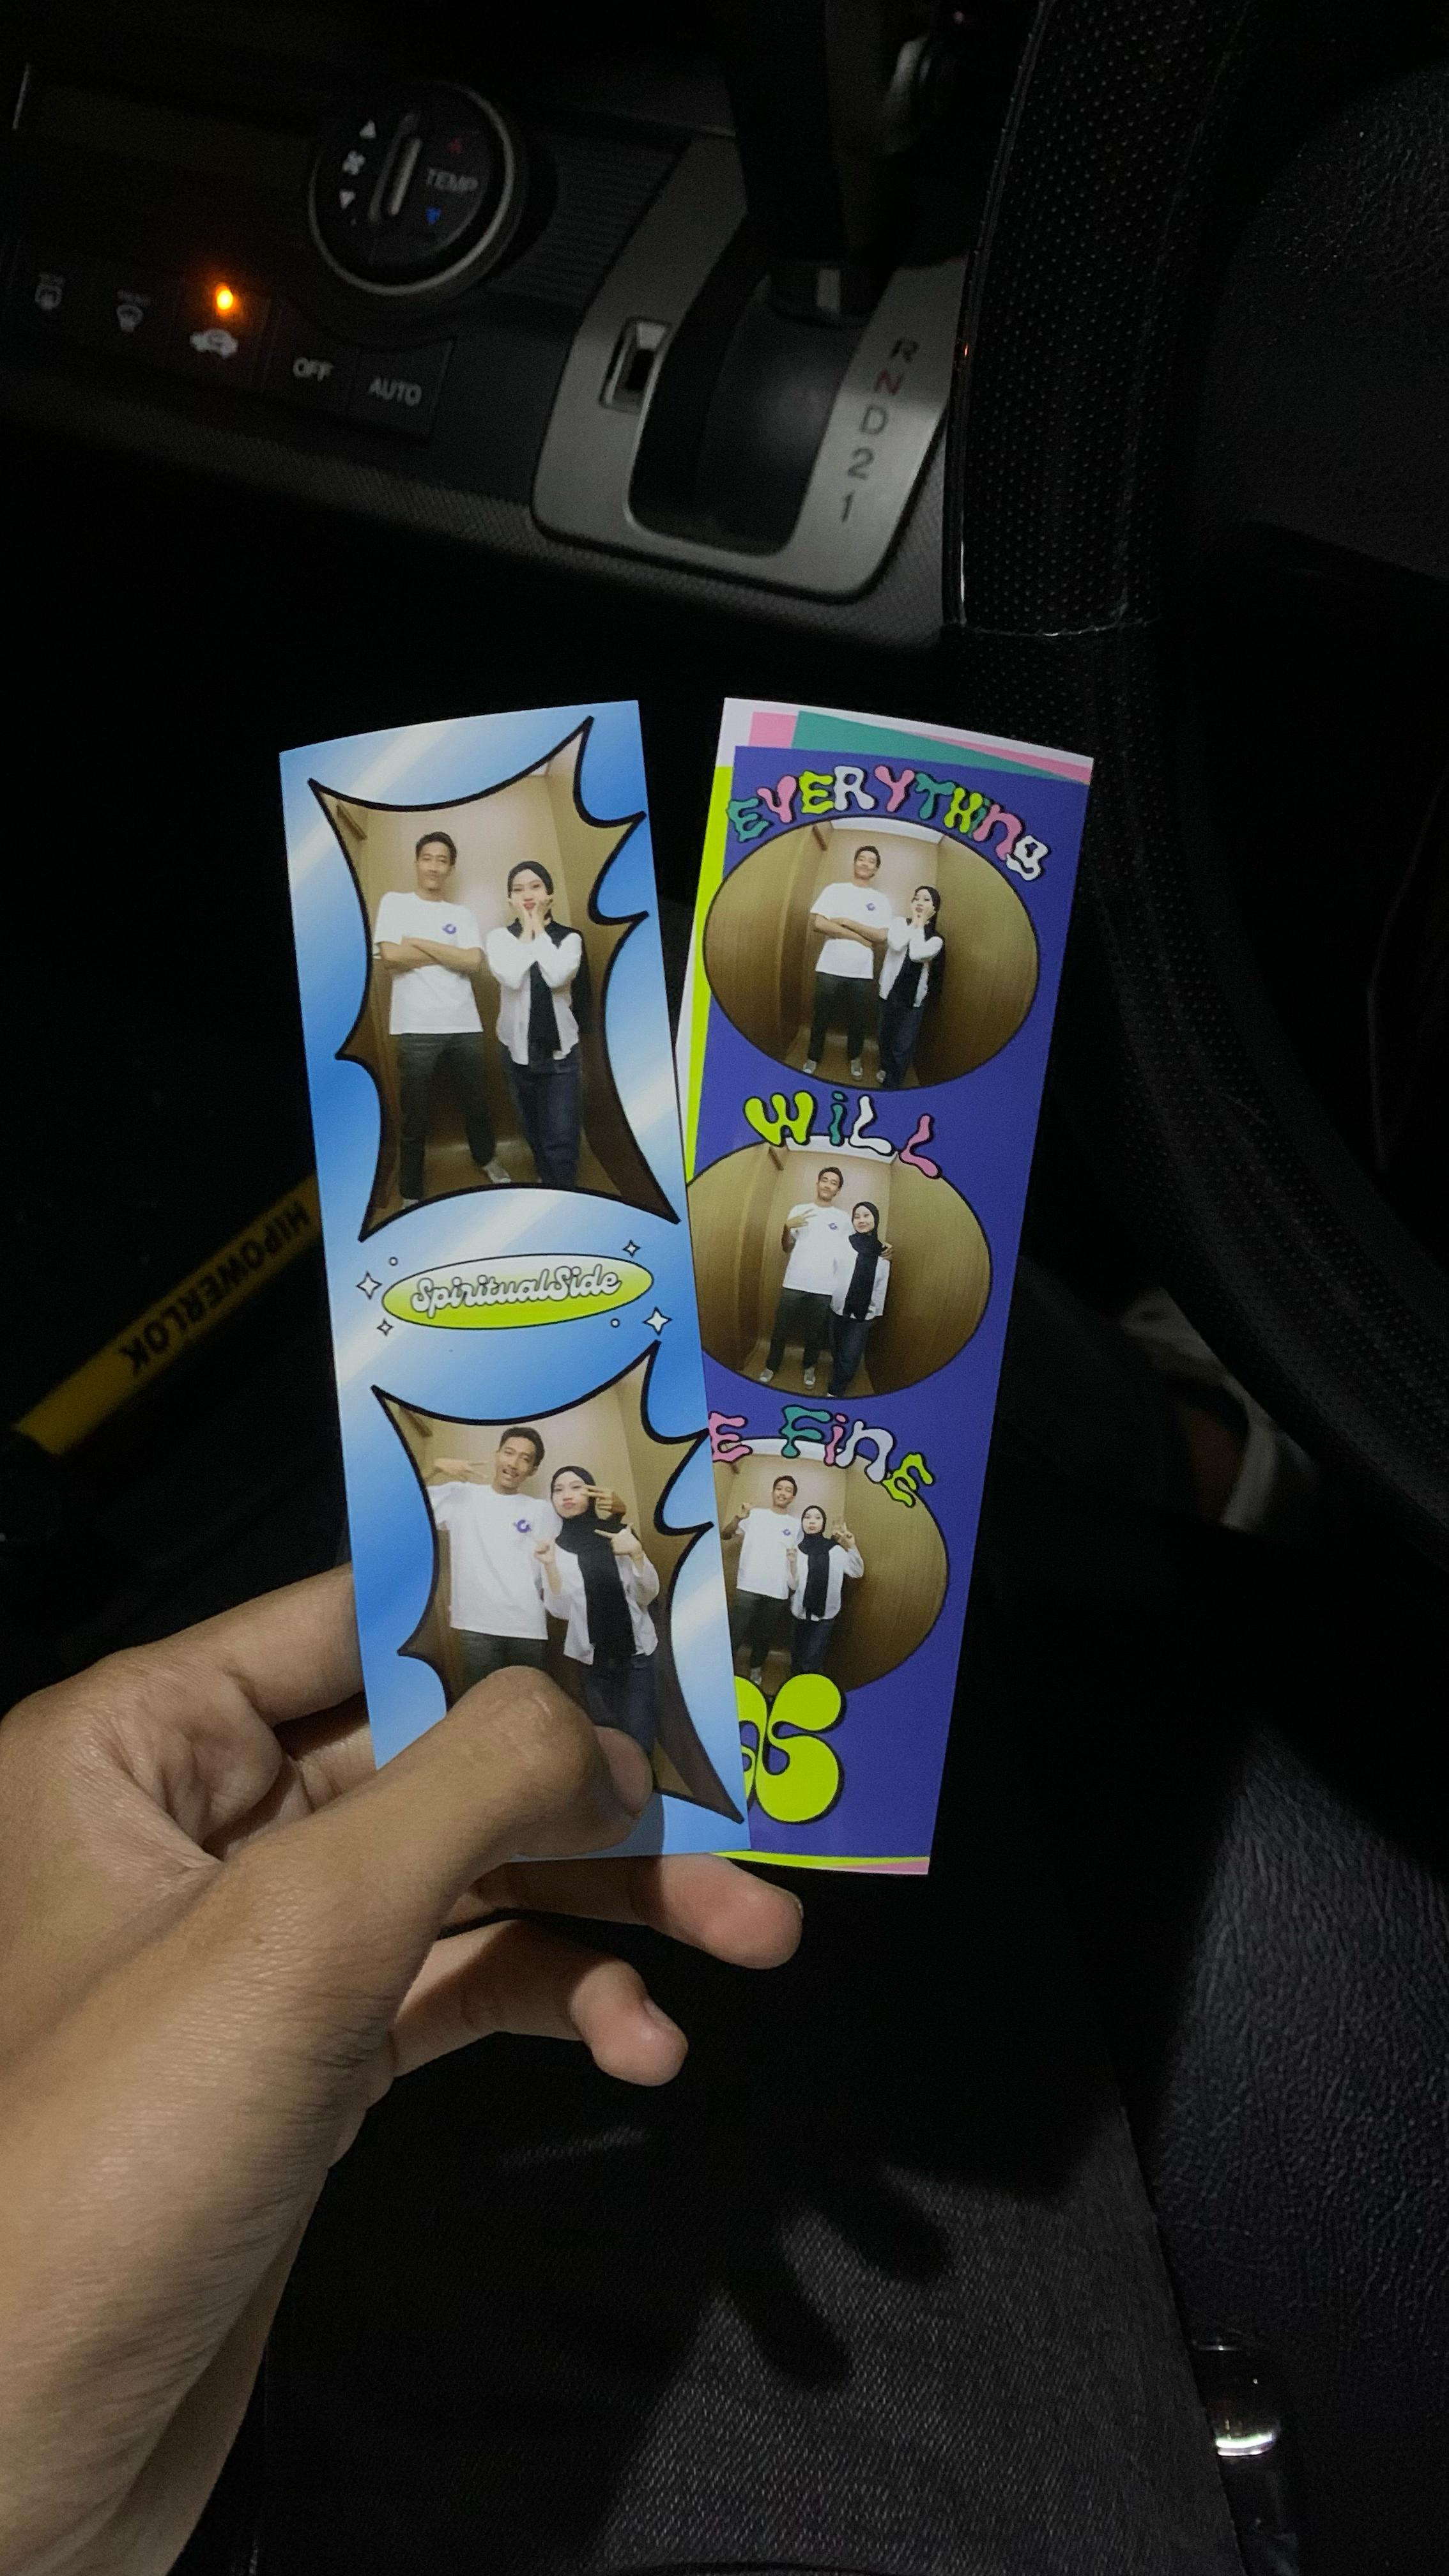 TEMP
OFF
AUTO
R
N
D
2
1
EVERYTHiNg
WiLL
E FiNE
SpiritualSide
HIPOWERLOK